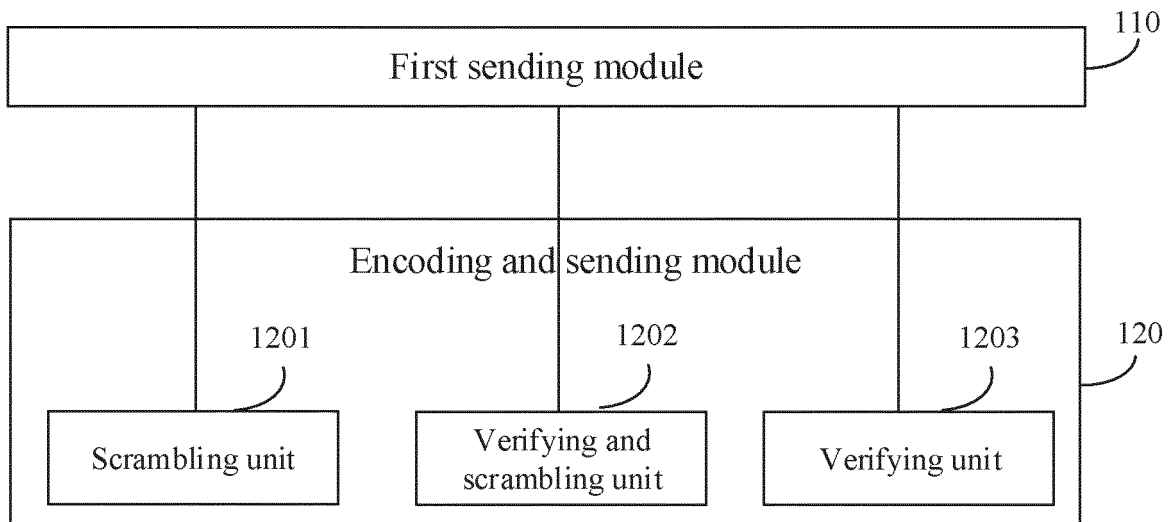 110
First sending module
Encoding and sending module
1201
1202
1203
120
Scrambling unit
Verifying and
scrambling unit
Verifying unit